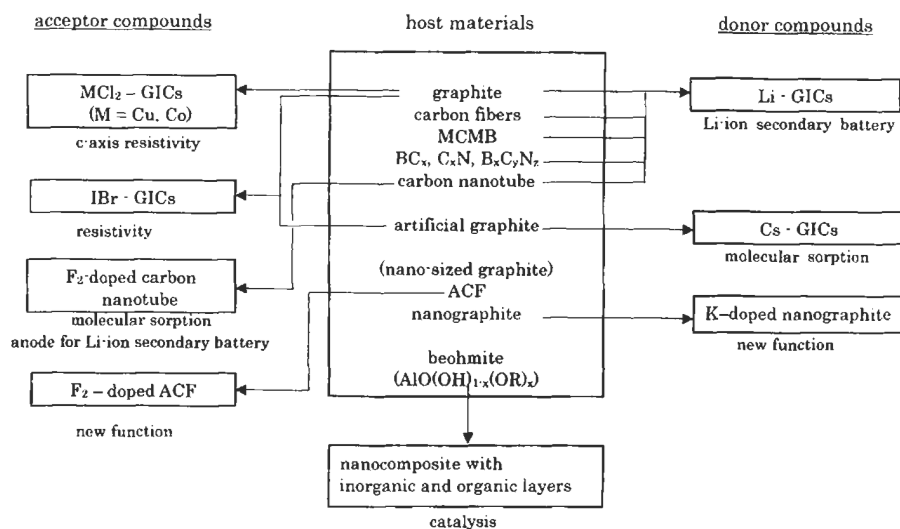 acceptor compounds
host materials
donor compounds
MCl₂ – GICs
(M = Cu, Co)
c-axis resistivity
IBr - GICs
resistivity
F₂-doped carbon
nanotube
molecular sorption
anode for Li-ion secondary battery
F₂ – doped ACF
new function
graphite
carbon fibers
MCMB
BCₓ, CₓN, BₓCᵧN_z
carbon nanotube
artificial graphite
(nano-sized graphite)
ACF
nanographite
beohmite
(AlO(OH)₁₋ₓ(OR)ₓ)
Li - GICs
Li-ion secondary battery
Cs - GICs
molecular sorption
K–doped nanographite
new function
nanocomposite with
inorganic and organic layers
catalysis